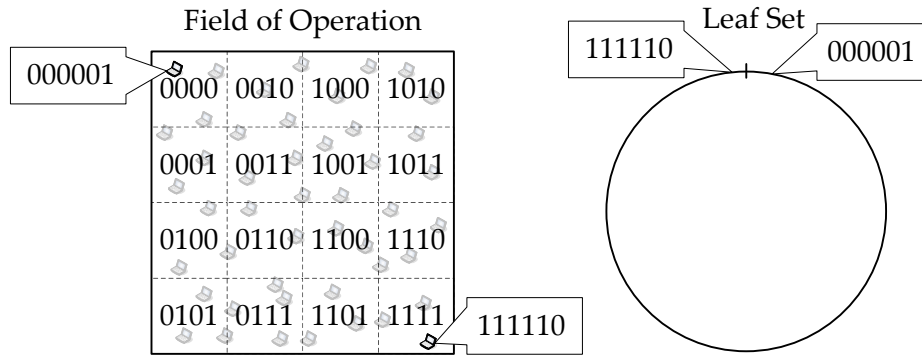 Field of Operation
Leaf Set
000001
0000 0010 1000 1010
0001 0011 1001 1011
0100 0110 1100 1110
0101 0111 1101 1111
111110
111110
000001